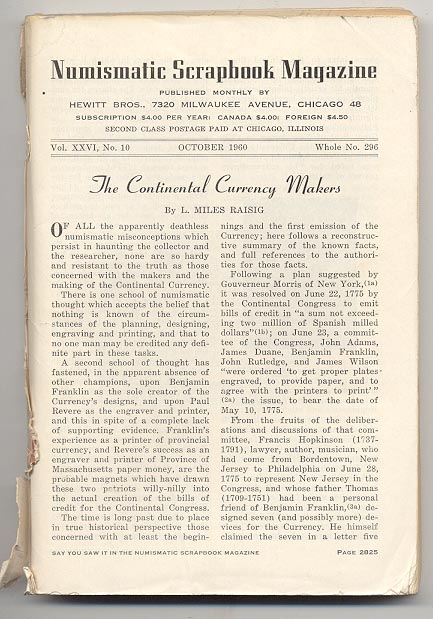 Numismatic Scrapbook Magazine
PUBLISHED MONTHLY BY
HEWITT BROS., 7320 MILWAUKEE AVENUE, CHICAGO 48
SUBSCRIPTION $4.00 PER YEAR: CANADA $4.00: FOREIGN $4.50
SECOND CLASS POSTAGE PAID AT CHICAGO, ILLINOIS
Vol. XXVI, No. 10 OCTOBER 1960 Whole No. 296
The Continental Currency Makers
By L. MILES RAISIG
OF ALL the apparently deathless
numismatic misconceptions which
persist in haunting the collector and
the researcher, none are so hardy
and resistant to the truth as those
concerned with the makers and the
making of the Continental Currency.
There is one school of numismatic
thought which accepts the belief that
nothing is known of the circum-
stances of the planning, designing,
engraving and printing, and that to
no one man may be credited any defi-
nite part in these tasks.
A second school of thought has
fastened, in the apparent absence of
other champions, upon Benjamin
Franklin as the sole creator of the
Currency's designs, and upon Paul
Revere as the engraver and printer,
and this in spite of a complete lack
of supporting evidence. Franklin's
experience as a printer of provincial
currency, and Revere's success as an
engraver and printer of Province of
Massachusetts paper money, are the
probable magnets which have drawn
these two patriots willy-nilly into
the actual creation of the bills of
credit for the Continental Congress.
The time is long past due to place
in true historical perspective those
concerned with at least the begin-
nings and the first emission of the
Currency; here follows a reconstruc-
tive summary of the known facts,
and full references to the authori-
ties for those facts.
Following a plan suggested by
Gouverneur Morris of New York,(1a)
it was resolved on June 22, 1775 by
the Continental Congress to emit
bills of credit in "a sum not exceed-
ing two million of Spanish milled
dollars"(1b); on June 23, a commit-
tee of the Congress, John Adams,
James Duane, Benjamin Franklin,
John Rutledge, and James Wilson
"were ordered 'to get proper plates
engraved, to provide paper, and to
agree with the printers to print'"
(2a) the issue, to bear the date of
May 10, 1775.
From the fruits of the deliber-
ations and discussions of that com-
mittee, Francis Hopkinson (1737-
1791), lawyer, author, musician, who
had come from Bordentown, New
Jersey to Philadelphia on June 28,
1775 to represent New Jersey in the
Congress, and whose father Thomas
(1709-1751) had been a personal
friend of Benjamin Franklin,(3a) de-
signed seven (and possibly more) de-
vices for the Currency. He himself
claimed the seven in a letter five
SAY YOU SAW IT IN THE NUMISMATIC SCRAPBOOK MAGAZINE PAGE 2825